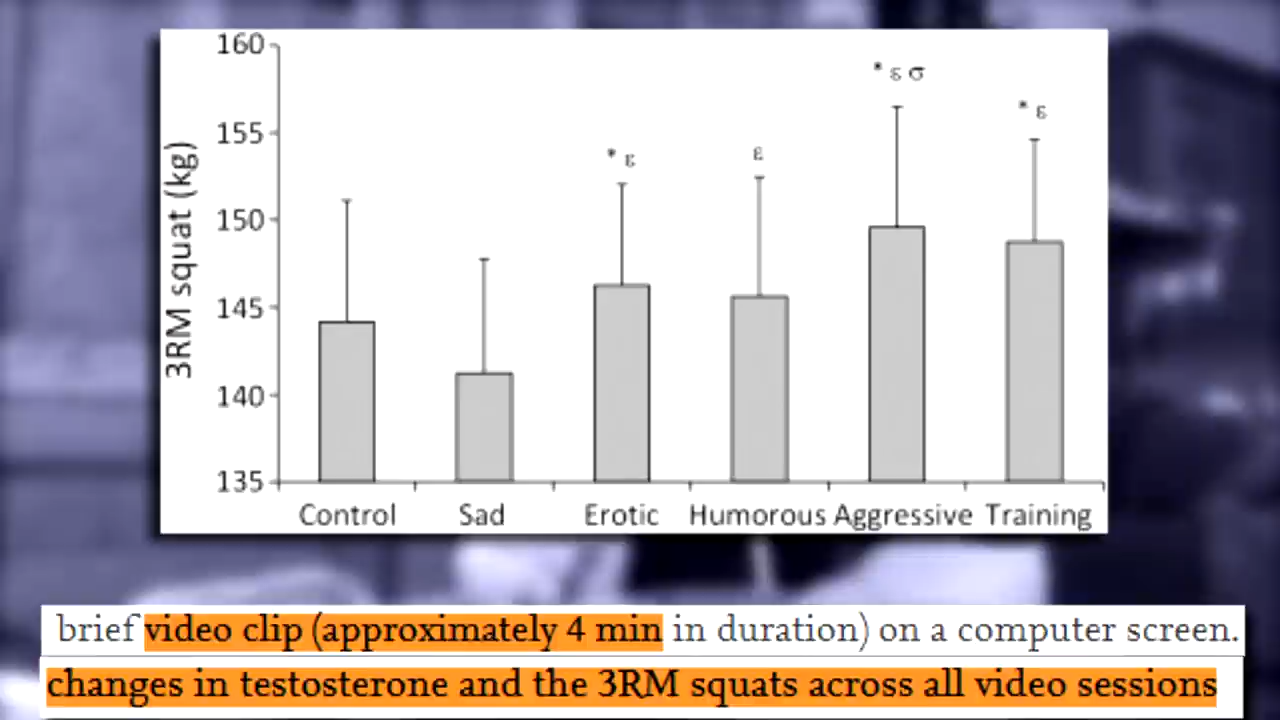 160
* ε σ
* ε
155
* ε
ε
150
3RM squat (kg)
145
140
135
Control Sad Erotic Humorous Aggressive Training
brief video clip (approximately 4 min in duration) on a computer screen.
changes in testosterone and the 3RM squats across all video sessions